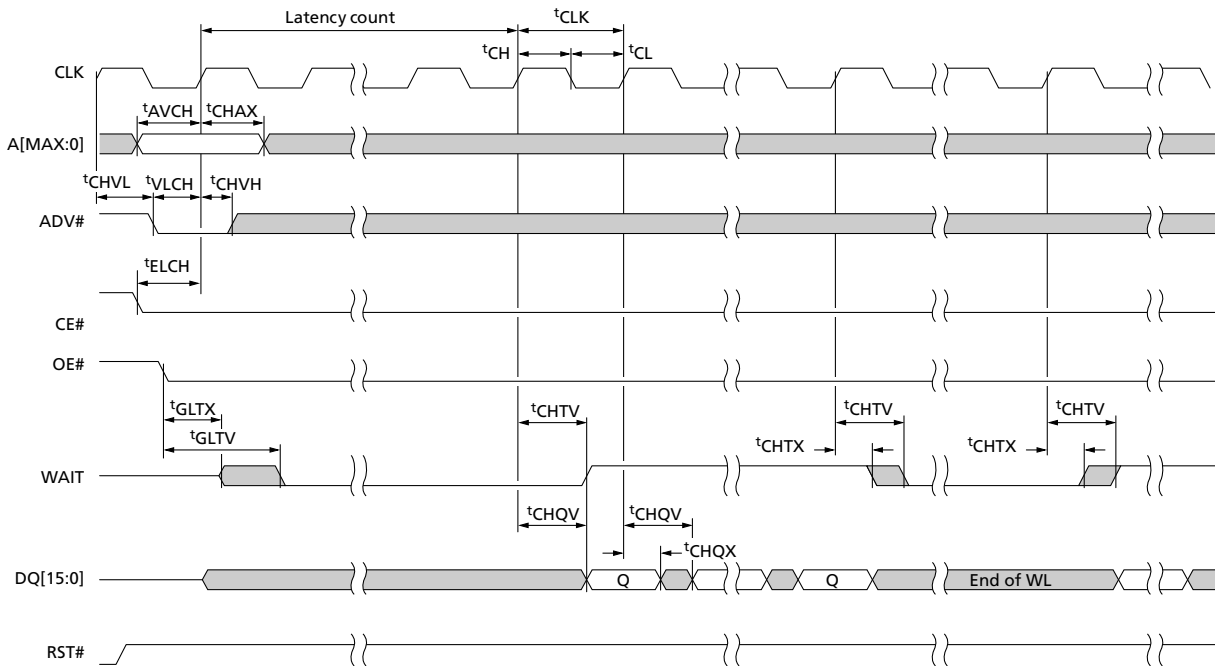 Latency count
tCLK
tCH
tCL
CLK
tAVCH
tCHAX
A[MAX:0]
tCHVL
tVLCH
tCHVH
ADV#
tELCH
CE#
OE#
tGLTX
tCHTV
tCHTV
tCHTV
tGLTV
tCHTX
tCHTX
WAIT
tCHQV
tCHQV
tCHQX
DQ[15:0]
Q
Q
End of WL
RST#